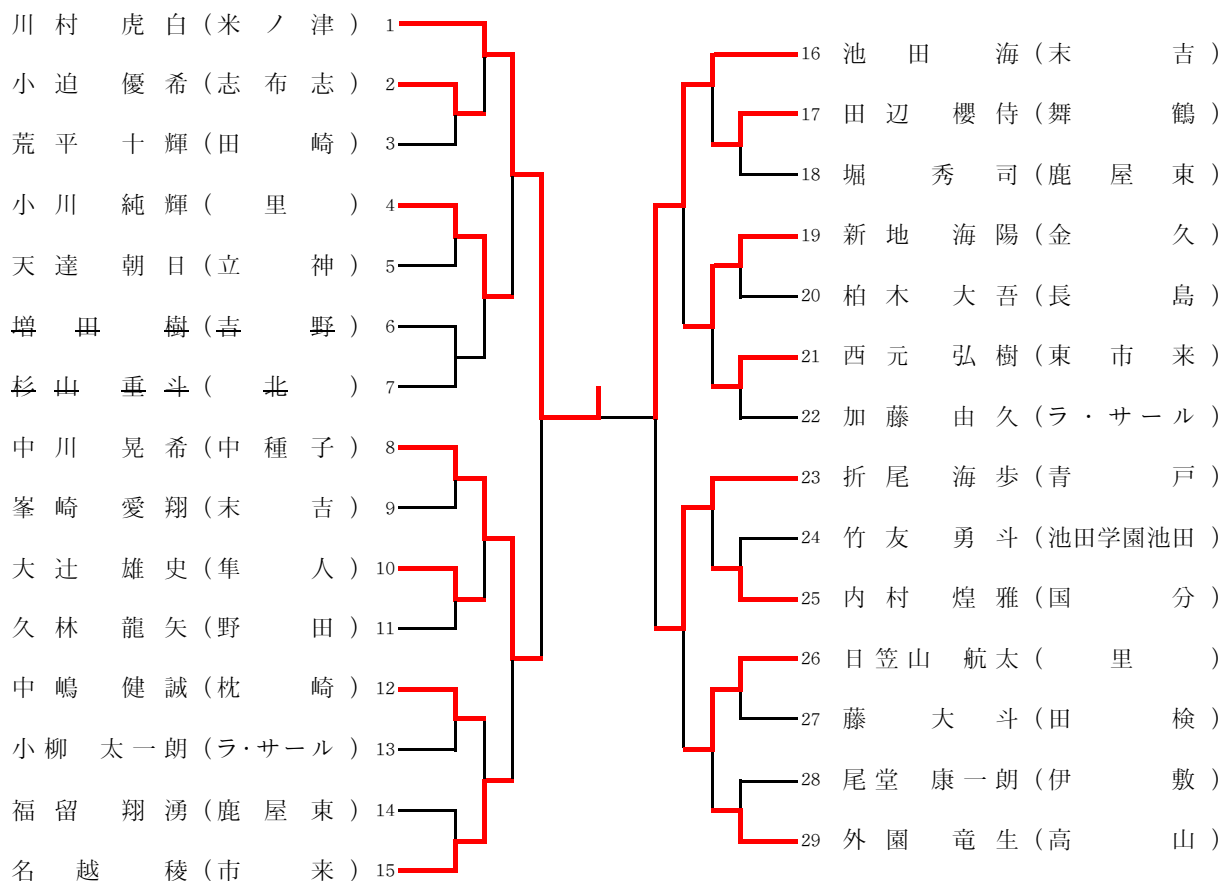 川村 虎白(米ノ津) 1
小迫 優希(志布志) 2
荒平 十輝(田崎) 3
小川 純輝(里) 4
天達 朝日(立神) 5
増田 樹(吉野) 6
杉山 重斗(北) 7
中川 晃希(中種子) 8
峯崎 愛翔(末吉) 9
大辻 雄史(隼人) 10
久林 龍矢(野田) 11
中嶋 健誠(枕崎) 12
小柳 太一朗(ラ・サール) 13
福留 翔湧(鹿屋東) 14
名越 稜(市来) 15
16 池田 海(末吉)
17 田辺 櫻侍(舞鶴)
18 堀 秀司(鹿屋東)
19 新地 海陽(金久)
20 柏木 大吾(長島)
21 西元 弘樹(東市来)
22 加藤 由久(ラ・サール)
23 折尾 海歩(青戸)
24 竹友 勇斗(池田学園池田)
25 内村 煌雅(国分)
26 日笠山 航太(里)
27 藤 大斗(田検)
28 尾堂 康一朗(伊敷)
29 外園 竜生(高山)